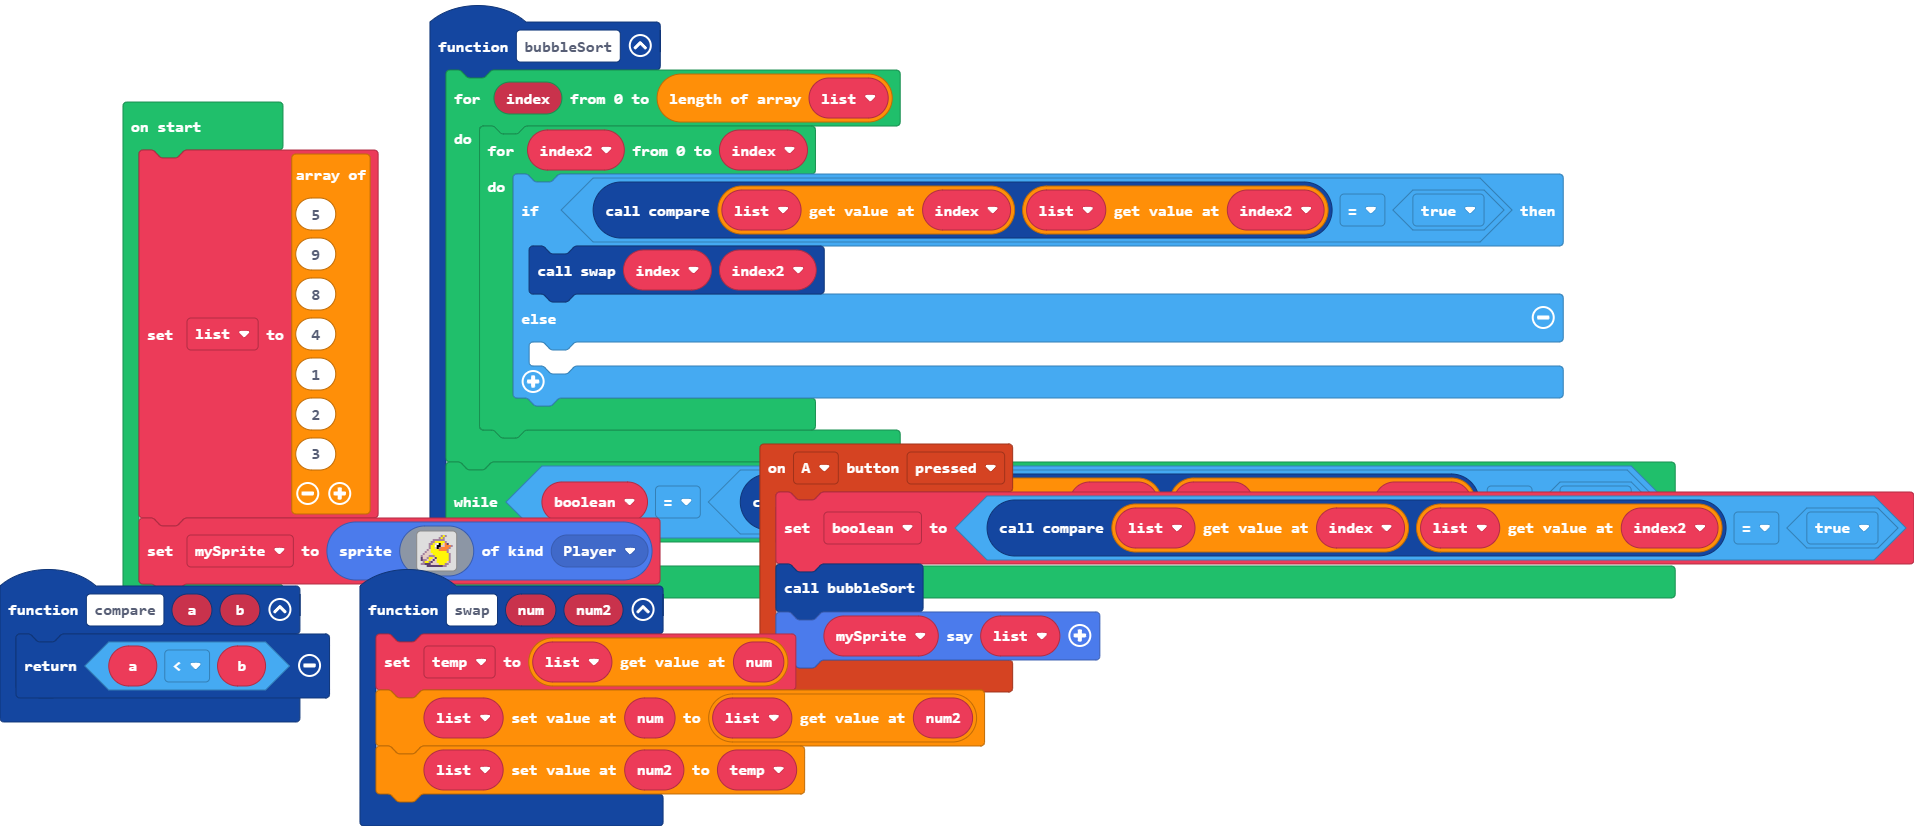 function bubbleSort
for index from 0 to length of array list
do
for index2 from 0 to index
do
if call compare list get value at index list get value at index2 = true then
call swap index index2
else
while boolean = c
on start
set list to array of
5
9
8
4
1
2
3
set mySprite to sprite of kind Player
on A button pressed
set boolean to call compare list get value at index list get value at index2 = true
call bubbleSort
mySprite say list
function compare a b
return a < b
function swap num num2
set temp to list get value at num
list set value at num to list get value at num2
list set value at num2 to temp